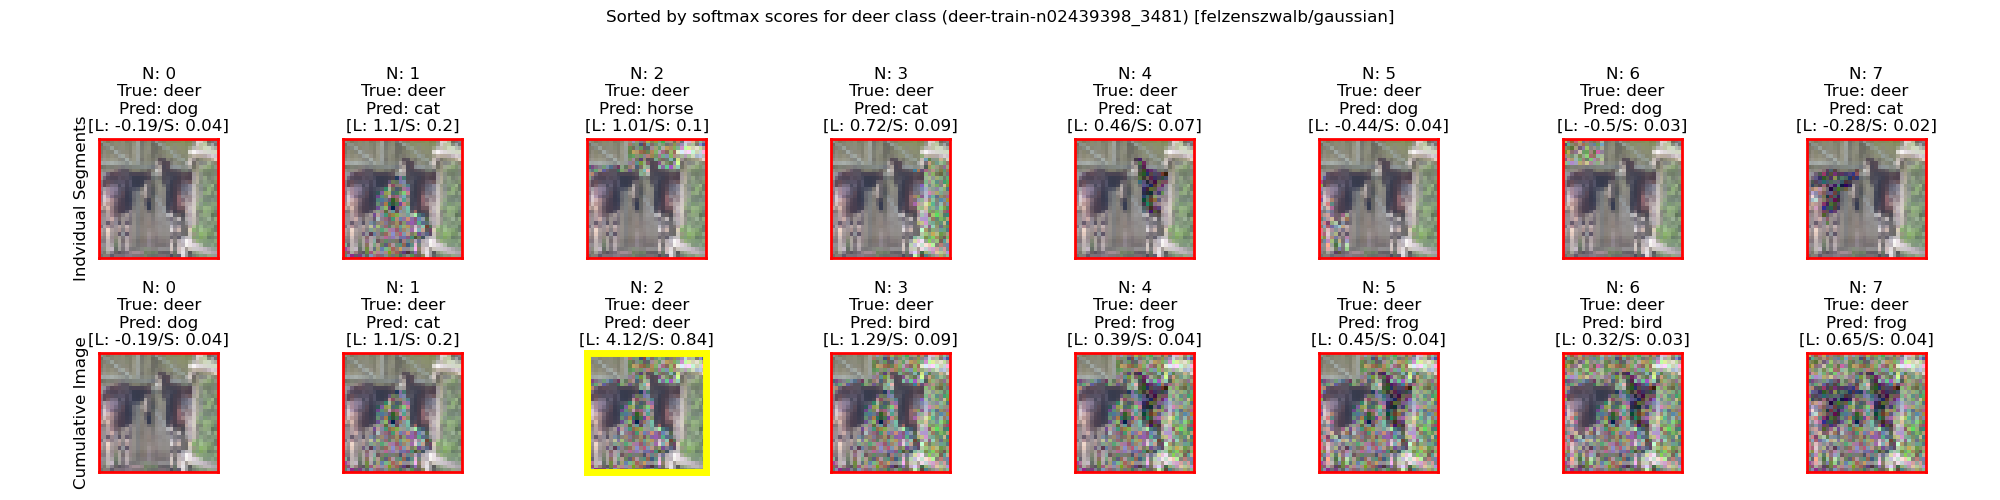 Sorted by softmax scores for deer class (deer-train-n02439398_3481) [felzenszwalb/gaussian]
Indvidual Segments
N: 0
True: deer
Pred: dog
[L: -0.19/S: 0.04]
N: 1
True: deer
Pred: cat
[L: 1.1/S: 0.2]
N: 2
True: deer
Pred: horse
[L: 1.01/S: 0.1]
N: 3
True: deer
Pred: cat
[L: 0.72/S: 0.09]
N: 4
True: deer
Pred: cat
[L: 0.46/S: 0.07]
N: 5
True: deer
Pred: dog
[L: -0.44/S: 0.04]
N: 6
True: deer
Pred: dog
[L: -0.5/S: 0.03]
N: 7
True: deer
Pred: cat
[L: -0.28/S: 0.02]
Cumulative Image
N: 0
True: deer
Pred: dog
[L: -0.19/S: 0.04]
N: 1
True: deer
Pred: cat
[L: 1.1/S: 0.2]
N: 2
True: deer
Pred: deer
[L: 4.12/S: 0.84]
N: 3
True: deer
Pred: bird
[L: 1.29/S: 0.09]
N: 4
True: deer
Pred: frog
[L: 0.39/S: 0.04]
N: 5
True: deer
Pred: frog
[L: 0.45/S: 0.04]
N: 6
True: deer
Pred: bird
[L: 0.32/S: 0.03]
N: 7
True: deer
Pred: frog
[L: 0.65/S: 0.04]